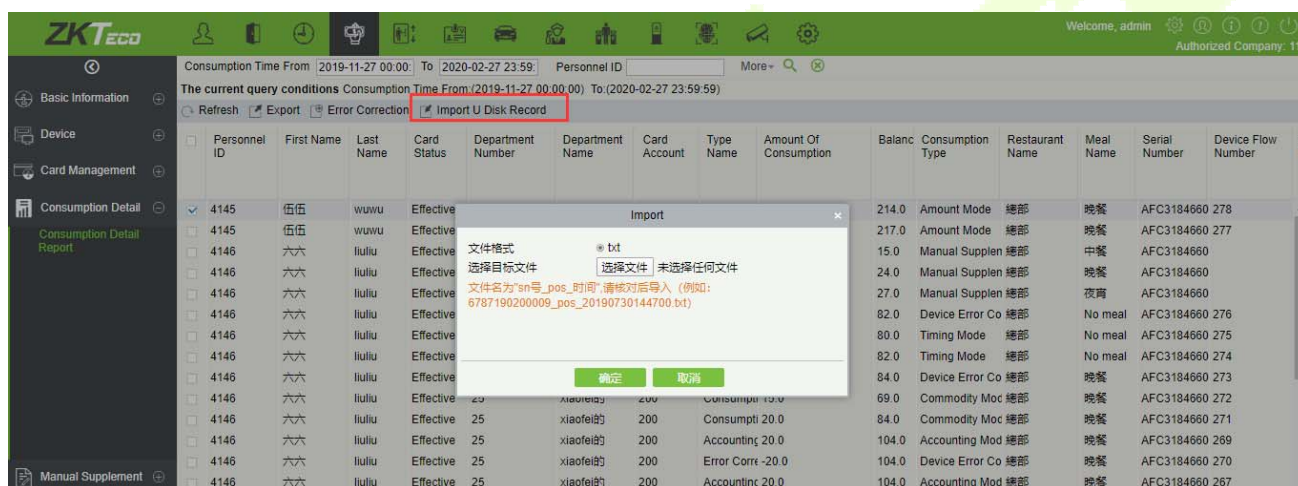 ZKTECO
Welcome, admin
Authorized Company: 1
Consumption Time From 2019-11-27 00:00: To 2020-02-27 23:59: Personnel ID More
The current query conditions Consumption Time From:(2019-11-27 00:00:00) To:(2020-02-27 23:59:59)
Refresh Export Error Correction Import U Disk Record
Basic Information
Device
Card Management
Consumption Detail
Consumption Detail
Report
Manual Supplement
Personnel ID First Name Last Name Card Status Department Number Department Name Card Account Type Name Amount Of Consumption Balanc Consumption Type Restaurant Name Meal Name Serial Number Device Flow Number
4145 伍伍 wuwu Effective 214.0 Amount Mode 總部 晚餐 AFC3184660 278
4145 伍伍 wuwu Effective 217.0 Amount Mode 總部 晚餐 AFC3184660 277
4146 六六 liuliu Effective 15.0 Manual Supplen 總部 中餐 AFC3184660
4146 六六 liuliu Effective 24.0 Manual Supplen 總部 晚餐 AFC3184660
4146 六六 liuliu Effective 27.0 Manual Supplen 總部 夜宵 AFC3184660
4146 六六 liuliu Effective 82.0 Device Error Co 總部 No meal AFC3184660 276
4146 六六 liuliu Effective 80.0 Timing Mode 總部 No meal AFC3184660 275
4146 六六 liuliu Effective 82.0 Timing Mode 總部 No meal AFC3184660 274
4146 六六 liuliu Effective 84.0 Device Error Co 總部 晚餐 AFC3184660 273
4146 六六 liuliu Effective 25 xiaofei的 200 Consumpti 15.0 69.0 Commodity Moc 總部 晚餐 AFC3184660 272
4146 六六 liuliu Effective 25 xiaofei的 200 Consumpti 20.0 84.0 Commodity Moc 總部 晚餐 AFC3184660 271
4146 六六 liuliu Effective 25 xiaofei的 200 Accounting 20.0 104.0 Accounting Mod 總部 晚餐 AFC3184660 269
4146 六六 liuliu Effective 25 xiaofei的 200 Error Corre -20.0 104.0 Device Error Co 總部 晚餐 AFC3184660 270
4146 六六 liuliu Effective 25 xiaofei的 200 Accounting 20.0 104.0 Accounting Mod 總部 晚餐 AFC3184660 267
Import
文件格式 txt
选择目标文件 选择文件 未选择任何文件
文件名为"sn号_pos_时间",请核对后导入（例如：
6787190200009_pos_20190730144700.txt)
确定 取消